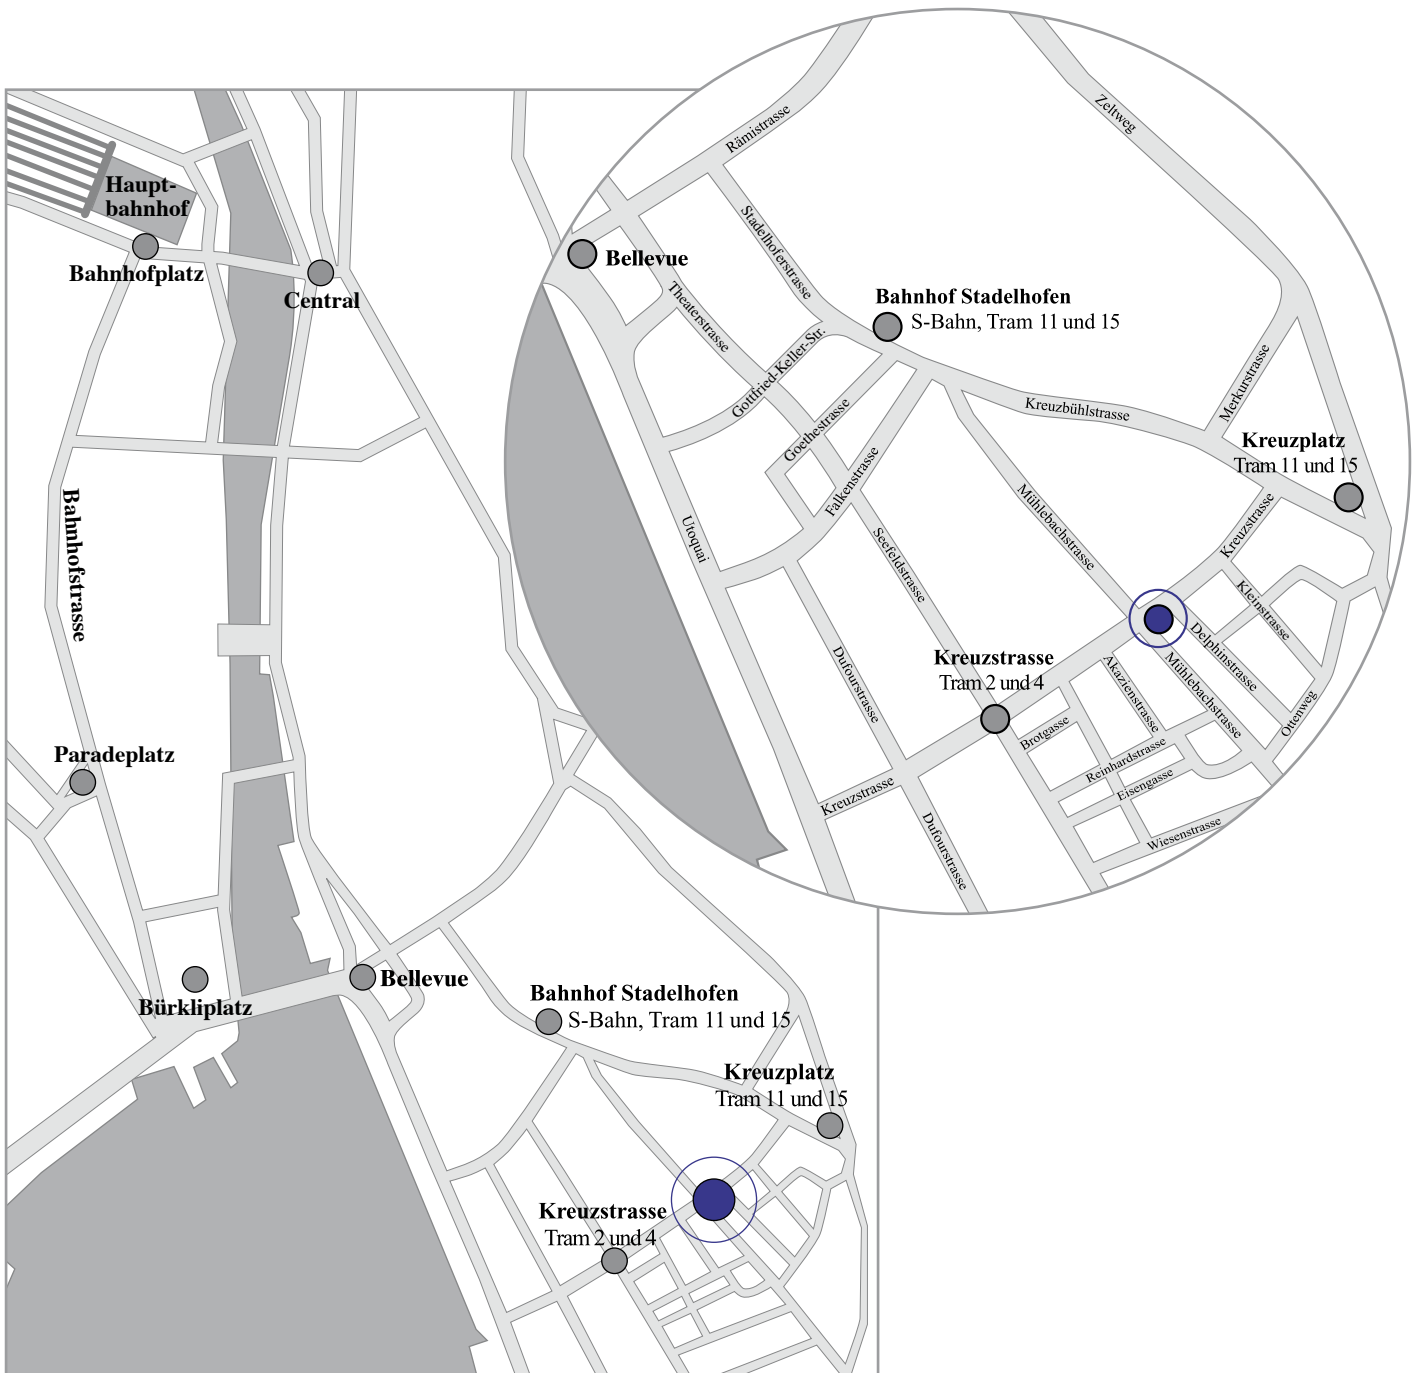 Haupt-
bahnhof
Bahnhofplatz
Central
Bahnhofstrasse
Paradeplatz
Bürkliplatz
Bellevue
Bahnhof Stadelhofen
S-Bahn, Tram 11 und 15
Kreuzplatz
Tram 11 und 15
Kreuzstrasse
Tram 2 und 4
Rämistrasse
Zeltweg
Stadelhoferstrasse
Bellevue
Theaterstrasse
Bahnhof Stadelhofen
S-Bahn, Tram 11 und 15
Gottfried-Keller-Str.
Goethestrasse
Merkurstrasse
Kreuzbühlstrasse
Kreuzplatz
Tram 11 und 15
Falkenstrasse
Utoquai
Mühlebachstrasse
Kreuzstrasse
Seefeldstrasse
Kleinstrasse
Delphinstrasse
Kreuzstrasse
Tram 2 und 4
Dufourstrasse
Akazienstrasse
Mühlebachstrasse
Ottenweg
Brotgasse
Reinhardstrasse
Eisengasse
Kreuzstrasse
Dufourstrasse
Wiesenstrasse